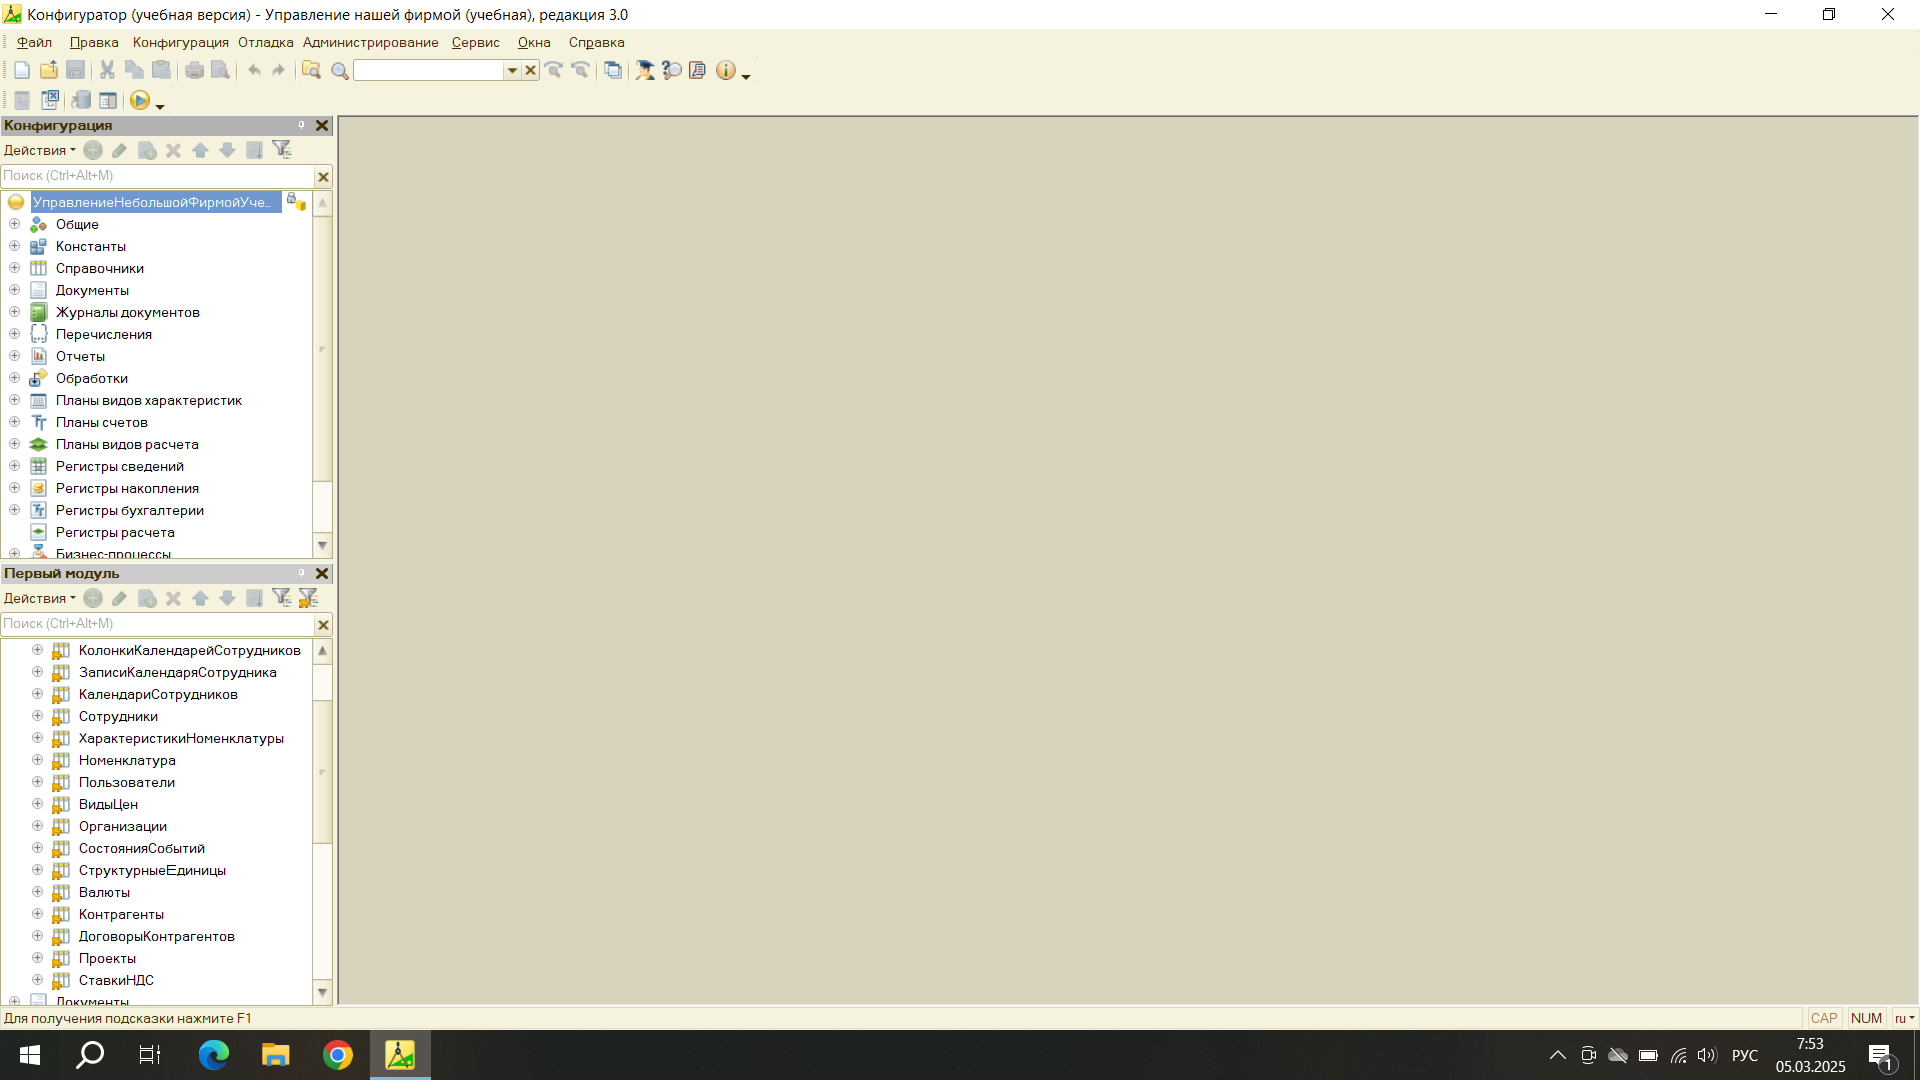 Конфигуратор (учебная версия) - Управление нашей фирмой (учебная), редакция 3.0
Файл Правка Конфигурация Отладка Администрирование Сервис Окна Справка
Конфигурация
Действия
Поиск (Ctrl+Alt+M)
УправлениеНебольшойФирмойУче...
Общие
Константы
Справочники
Документы
Журналы документов
Перечисления
Отчеты
Обработки
Планы видов характеристик
Планы счетов
Планы видов расчета
Регистры сведений
Регистры накопления
Регистры бухгалтерии
Регистры расчета
Бизнес-процессы
Первый модуль
Действия
Поиск (Ctrl+Alt+M)
КолонкиКалендарейСотрудников
ЗаписиКалендаряСотрудника
КалендариСотрудников
Сотрудники
ХарактеристикиНоменклатуры
Номенклатура
Пользователи
ВидыЦен
Организации
СостоянияСобытий
СтруктурныеЕдиницы
Валюты
Контрагенты
ДоговорыКонтрагентов
Проекты
СтавкиНДС
Документы
Для получения подсказки нажмите F1
CAP NUM ru
РУС
7:53
05.03.2025
1